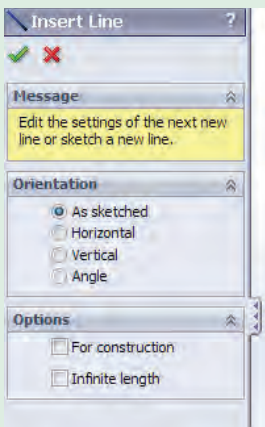 Insert Line ?
Message
Edit the settings of the next new
line or sketch a new line.
Orientation
As sketched
Horizontal
Vertical
Angle
Options
For construction
Infinite length